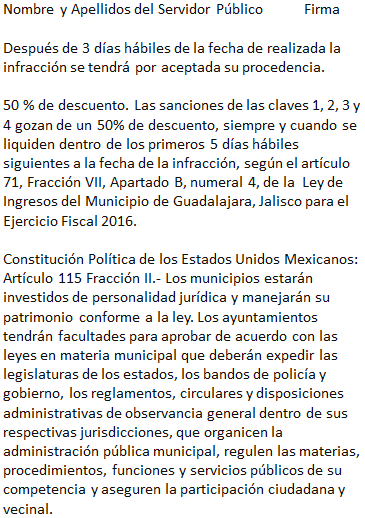 Nombre y Apellidos del Servidor Público Firma
Después de 3 días hábiles de la fecha de realizada la
infracción se tendrá por aceptada su procedencia.
50 % de descuento. Las sanciones de las claves 1, 2, 3 y
4 gozan de un 50% de descuento, siempre y cuando se
liquiden dentro de los primeros 5 días hábiles
siguientes a la fecha de la infracción, según el artículo
71, Fracción VII, Apartado B, numeral 4, de la Ley de
Ingresos del Municipio de Guadalajara, Jalisco para el
Ejercicio Fiscal 2016.
Constitución Política de los Estados Unidos Mexicanos:
Artículo 115 Fracción II.- Los municipios estarán
investidos de personalidad jurídica y manejarán su
patrimonio conforme a la ley. Los ayuntamientos
tendrán facultades para aprobar de acuerdo con las
leyes en materia municipal que deberán expedir las
legislaturas de los estados, los bandos de policía y
gobierno, los reglamentos, circulares y disposiciones
administrativas de observancia general dentro de sus
respectivas jurisdicciones, que organicen la
administración pública municipal, regulen las materias,
procedimientos, funciones y servicios públicos de su
competencia y aseguren la participación ciudadana y
vecinal.